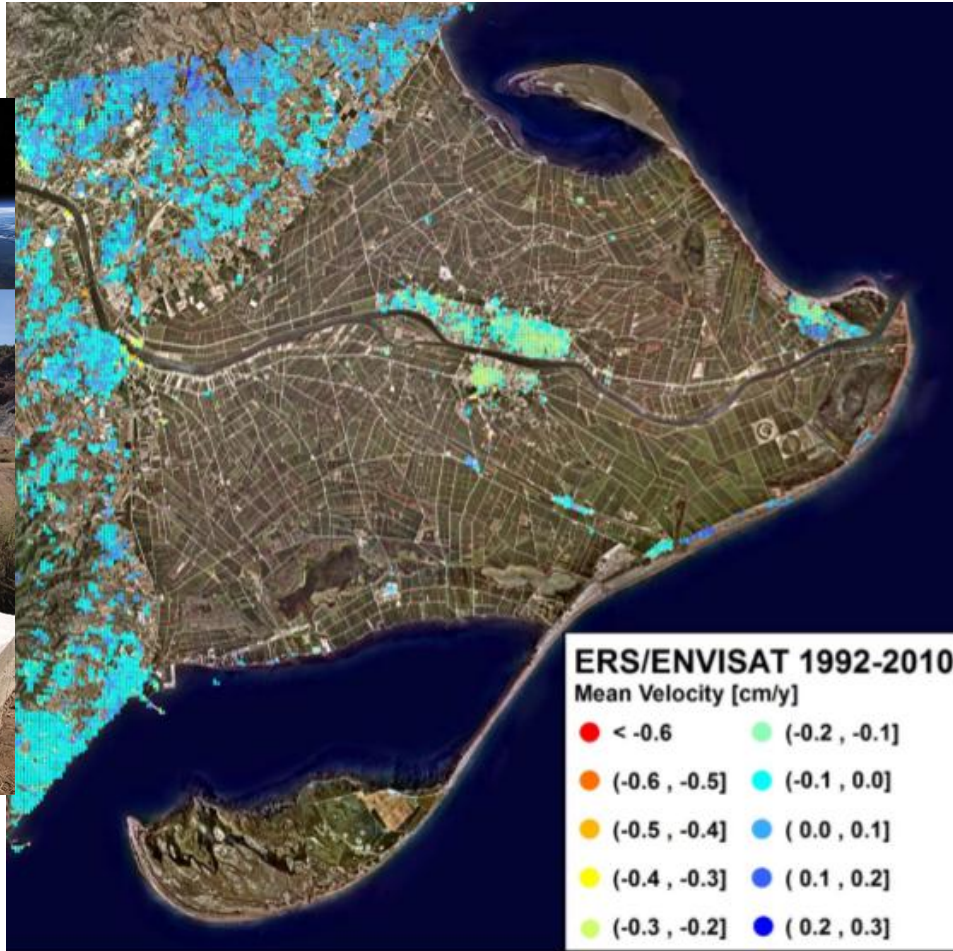 ERS/ENVISAT 1992-2010
Mean Velocity [cm/y]
< -0.6
(-0.6 , -0.5]
(-0.5 , -0.4]
(-0.4 , -0.3]
(-0.3 , -0.2]
(-0.2 , -0.1]
(-0.1 , 0.0]
( 0.0 , 0.1]
( 0.1 , 0.2]
( 0.2 , 0.3]